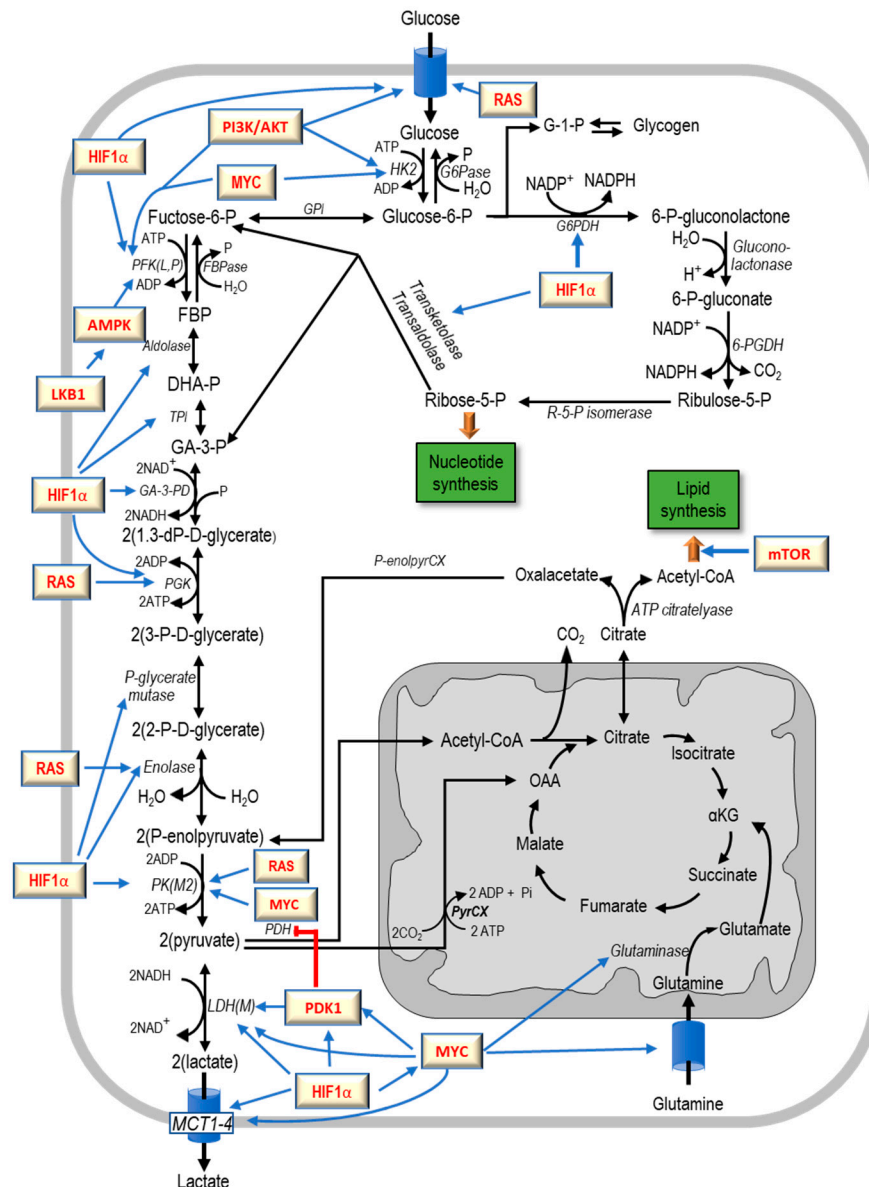 Glucose
RAS
PI3K/AKT
HIF1α
MYC
Glucose
ATP
HK2
ADP
P
G6Pase
H2O
G-1-P
Glycogen
NADP+
NADPH
Fuctose-6-P
GPI
Glucose-6-P
G6PDH
6-P-gluconolactone
ATP
PFK(L,P)
ADP
P
FBPase
H2O
H2O
Glucono-
lactonase
H+
HIF1α
6-P-gluconate
FBP
AMPK
Transketolase
Transaldolase
NADP+
6-PGDH
NADPH
CO2
Aldolase
LKB1
DHA-P
Ribose-5-P
R-5-P isomerase
Ribulose-5-P
TPI
GA-3-P
Nucleotide
synthesis
2NAD+
HIF1α
GA-3-PD
P
2NADH
Lipid
synthesis
2(1.3-dP-D-glycerate)
mTOR
2ADP
RAS
PGK
2ATP
P-enolpyrCX
Oxalacetate
Acetyl-CoA
ATP citratelyase
2(3-P-D-glycerate)
CO2
Citrate
P-glycerate
mutase
2(2-P-D-glycerate)
Acetyl-CoA
Citrate
Isocitrate
RAS
Enolase
H2O
H2O
OAA
αKG
2(P-enolpyruvate)
Malate
2ADP
RAS
HIF1α
PK(M2)
MYC
2ATP
Succinate
2 ADP + Pi
Fumarate
PyrCX
2CO2
2 ATP
Glutamate
PDH
2(pyruvate)
Glutaminase
Glutamine
2NADH
LDH(M)
PDK1
2NAD+
MYC
2(lactate)
HIF1α
Glutamine
MCT1-4
Lactate